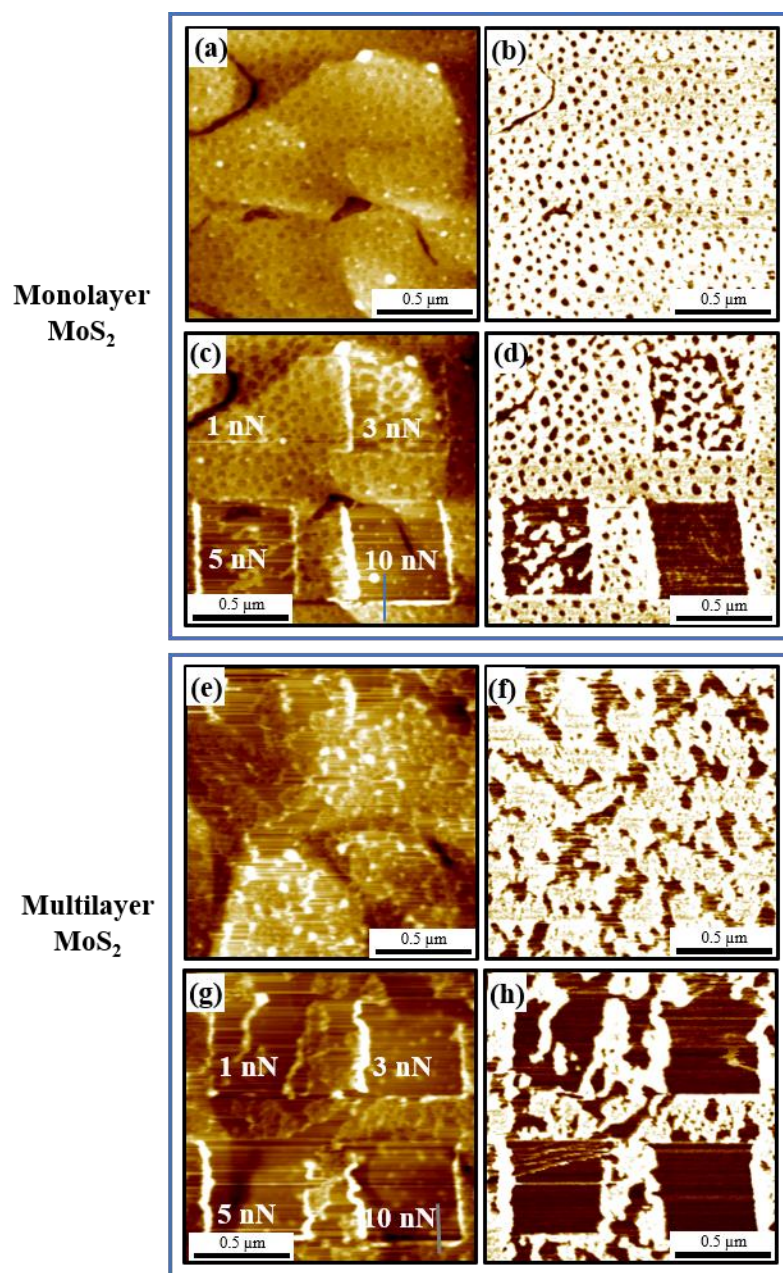 (a)
(b)
0.5 μm
0.5 μm
Monolayer
MoS₂
(c)
(d)
1 nN
3 nN
5 nN
10 nN
0.5 μm
0.5 μm
(e)
(f)
0.5 μm
0.5 μm
Multilayer
MoS₂
(g)
(h)
1 nN
3 nN
5 nN
10 nN
0.5 μm
0.5 μm